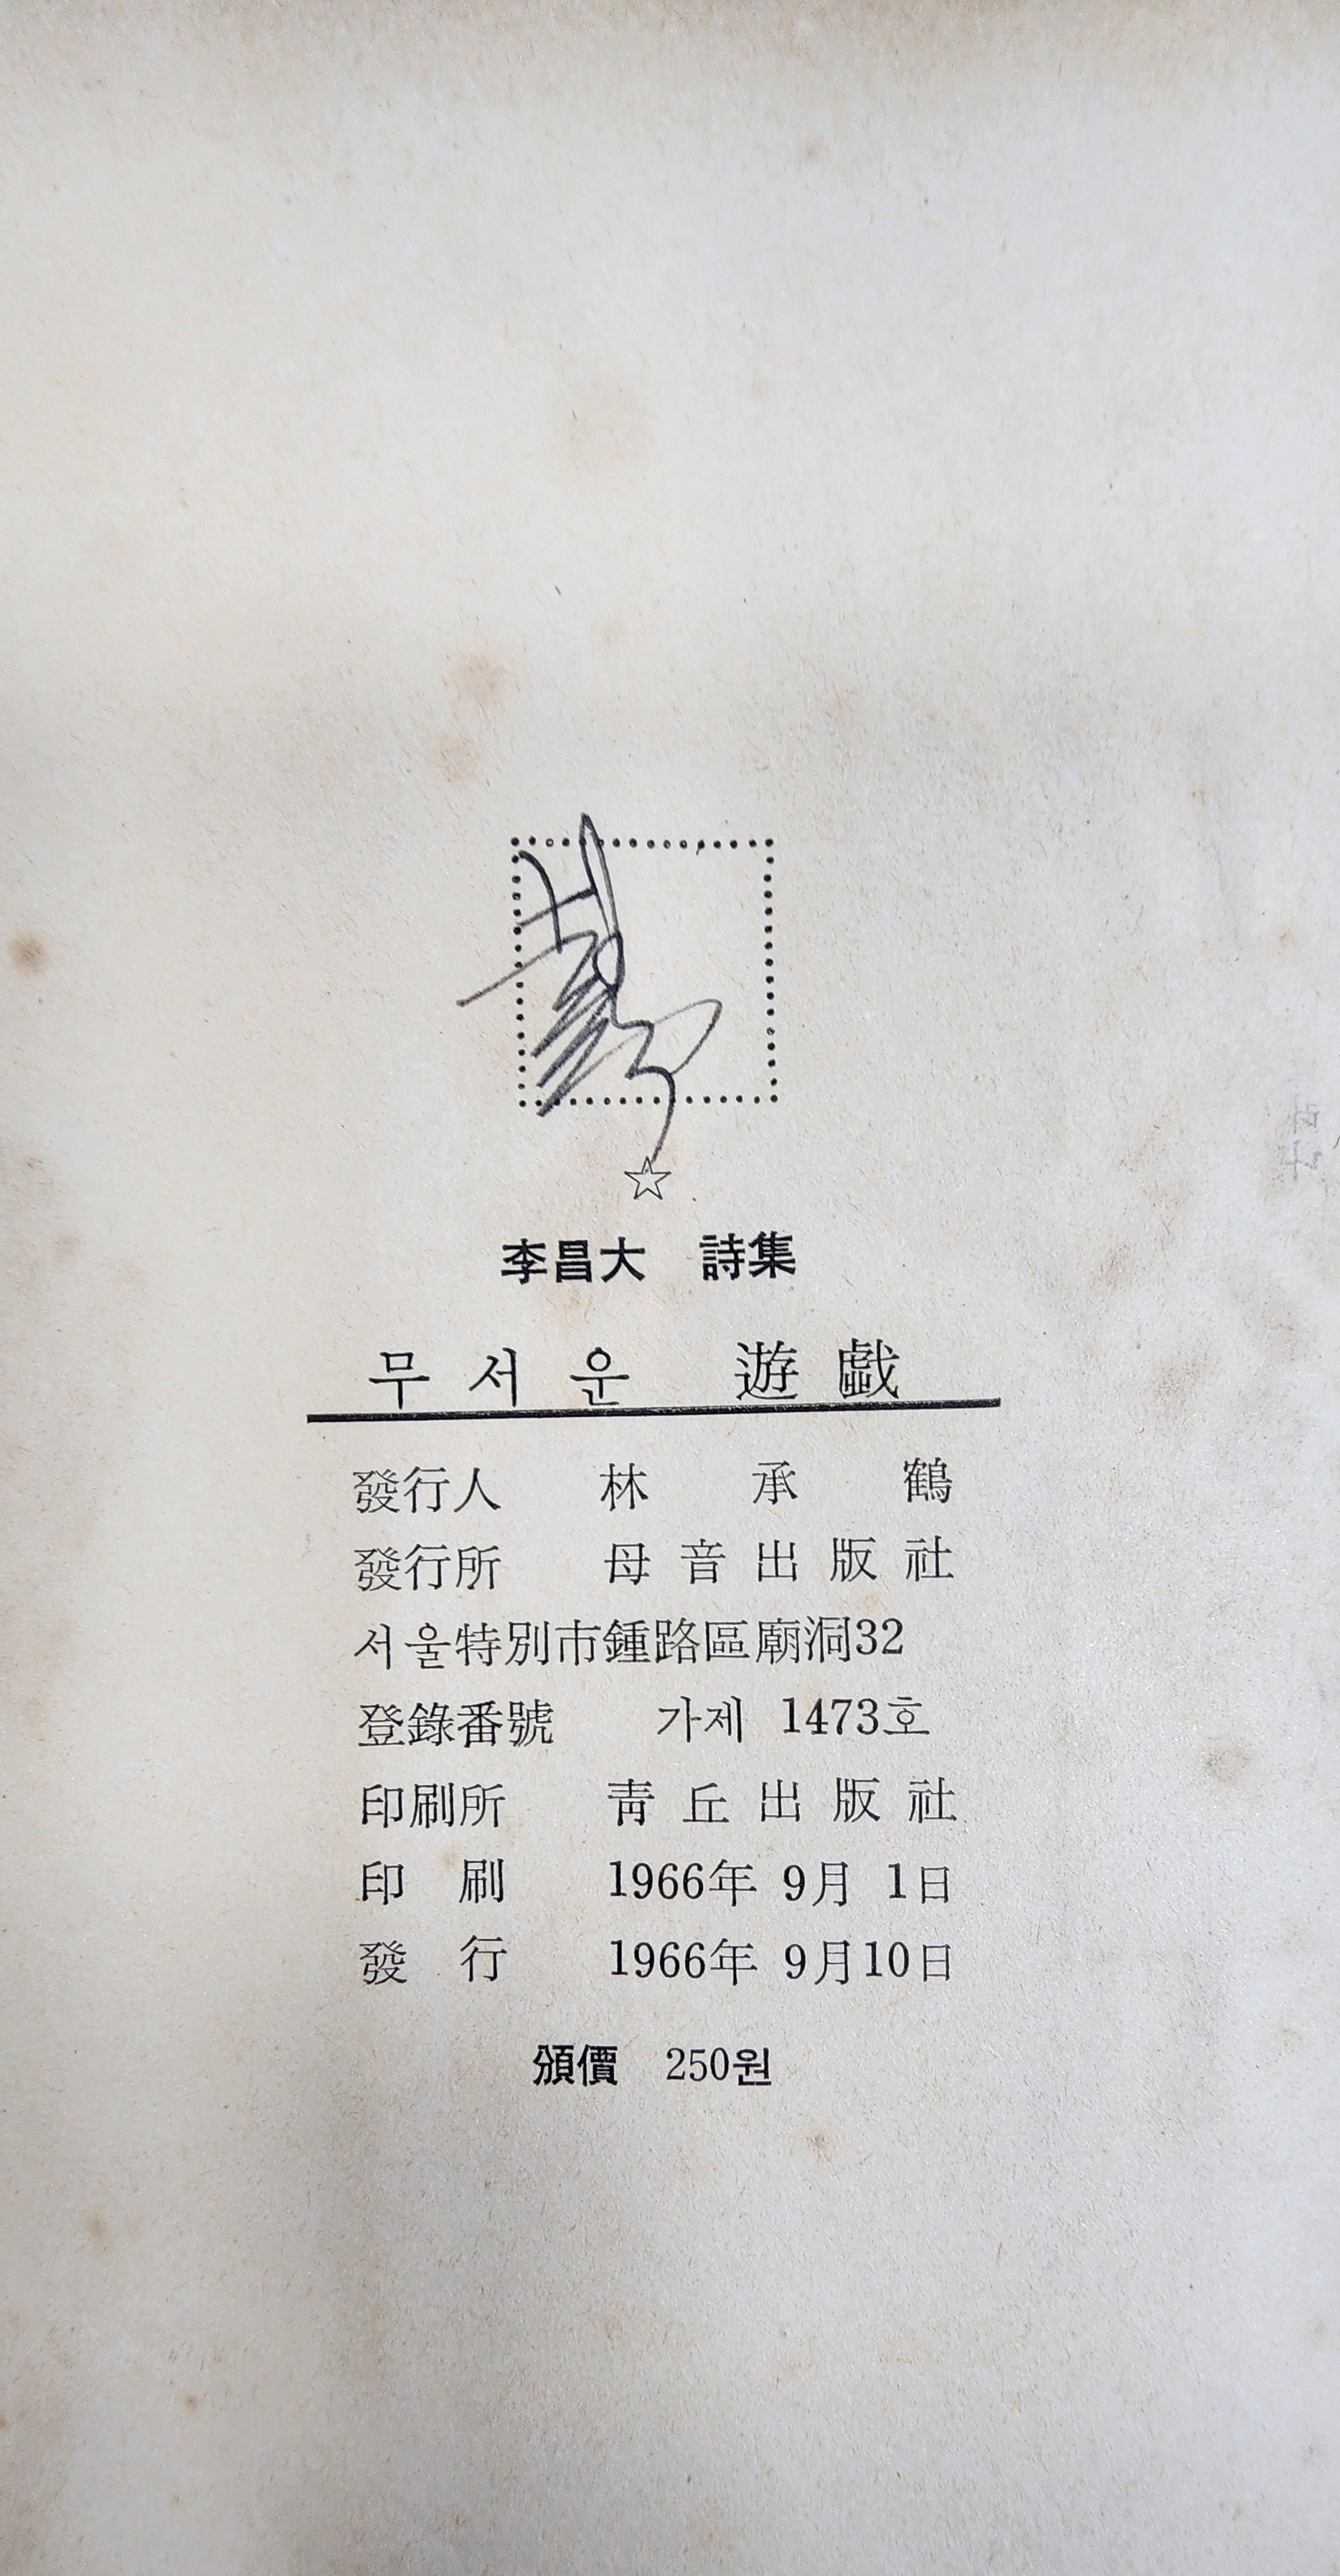 ☆
李昌大 詩集
무서운 遊戱
發行人 林承鶴
發行所 母音出版社
서울特別市鍾路區廟洞32
登錄番號 가제 1473호
印刷所 靑丘出版社
印刷 1966年 9月 1日
發行 1966年 9月10日
頒價 250원